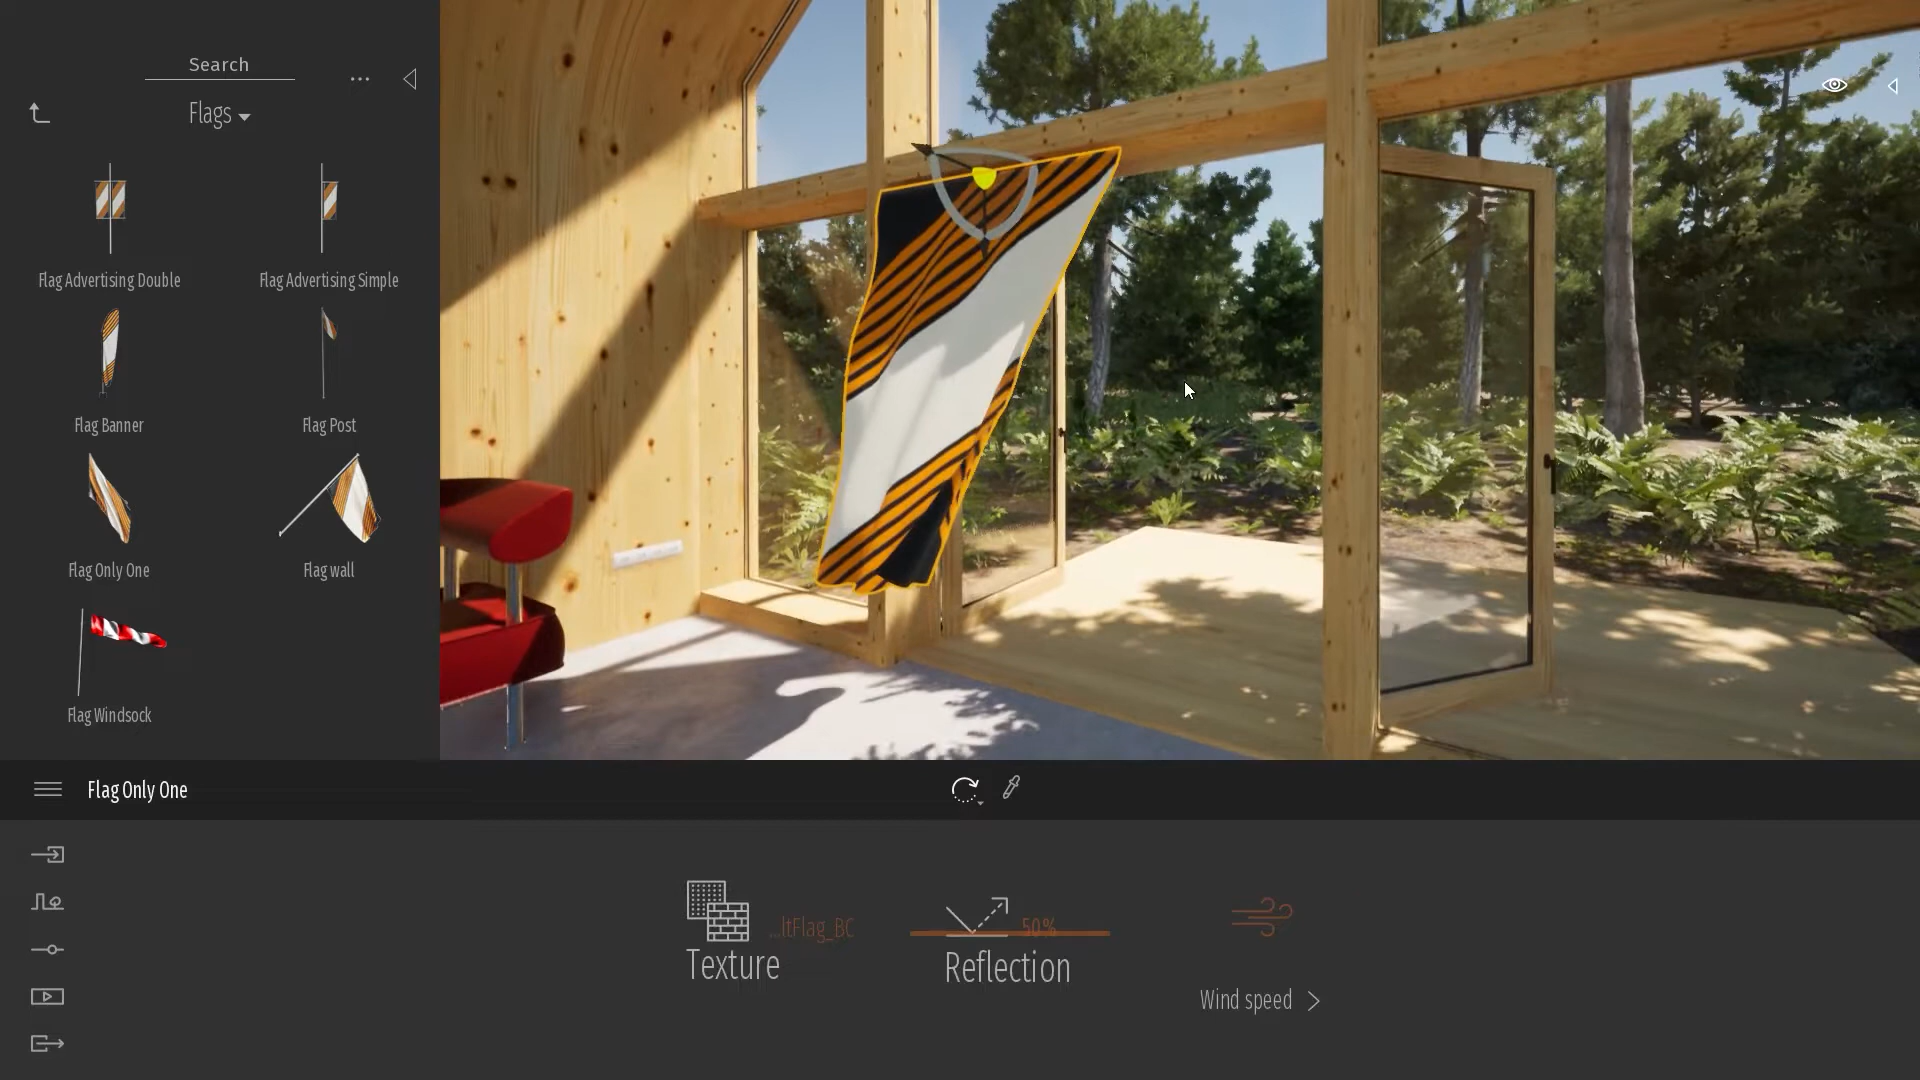 Search
...
Flags
Flag Advertising Double
Flag Advertising Simple
Flag Banner
Flag Post
Flag Only One
Flag wall
Flag Windsock
Flag Only One
...ltFlag_BC
Texture
50%
Reflection
Wind speed